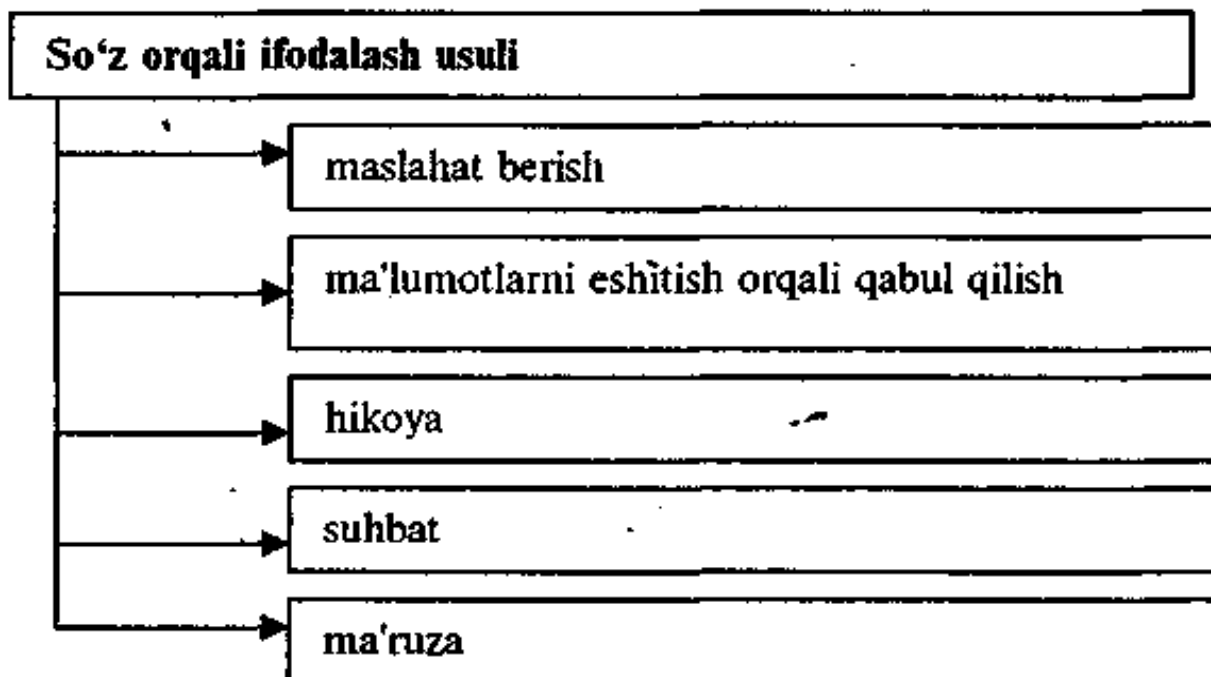 So‘z orqali ifodalash usuli
maslahat berish
ma'lumotlarni eshitish orqali qabul qilish
hikoya
suhbat
ma'ruza